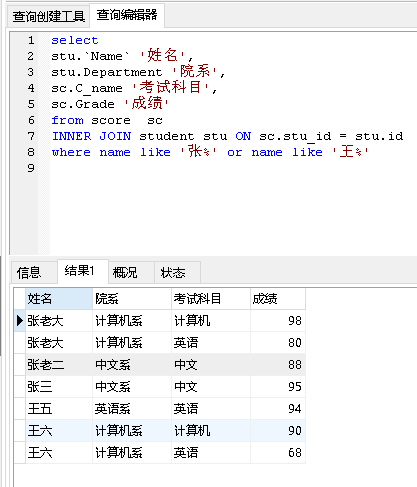 查询创建工具 查询编辑器
1 select
2 stu.`Name` '姓名',
3 stu.Department '院系',
4 sc.C_name '考试科目',
5 sc.Grade '成绩'
6 from score  sc
7 INNER JOIN student stu ON sc.stu_id = stu.id
8 where name like '张%' or name like '王%'
9
信息 结果1 概况 状态
姓名 院系 考试科目 成绩
张老大 计算机系 计算机 98
张老大 计算机系 英语 80
张老二 中文系 中文 88
张三 中文系 中文 95
王五 英语系 英语 94
王六 计算机系 计算机 90
王六 计算机系 英语 68